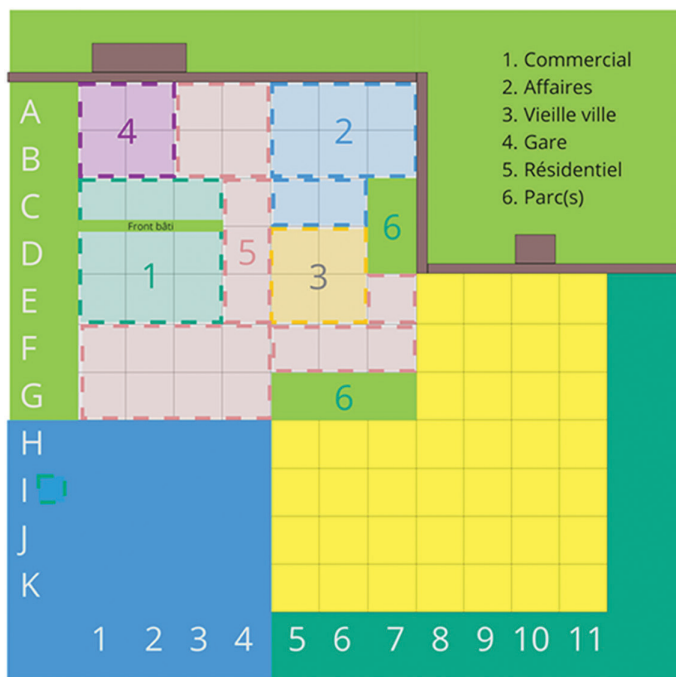 1. Commercial
2. Affaires
3. Vieille ville
4. Gare
5. Résidentiel
6. Parc(s)
A
4
2
B
C
6
Front bâti
D
5
1
3
E
F
G
6
H
I
J
K
1 2 3 4 5 6 7 8 9 10 11